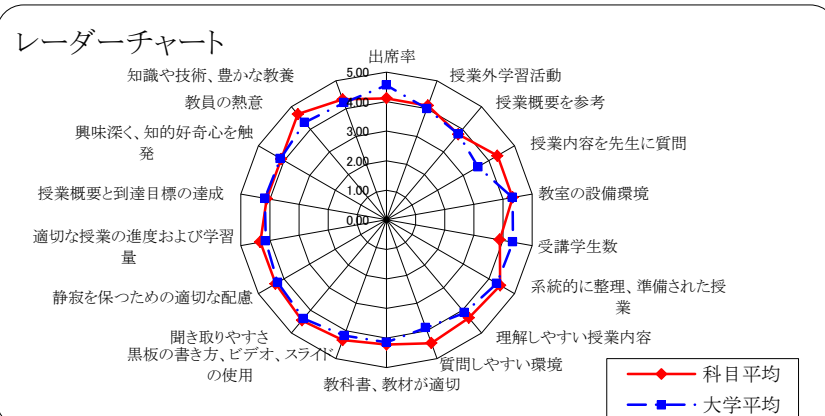 レーダーチャート
出席率
授業外学習活動
授業概要を参考
授業内容を先生に質問
教室の設備環境
受講学生数
系統的に整理、準備された授
業
理解しやすい授業内容
質問しやすい環境
教科書、教材が適切
黒板の書き方、ビデオ、スライド
の使用
聞き取りやすさ
静寂を保つための適切な配慮
適切な授業の進度および学習
量
授業概要と到達目標の達成
興味深く、知的好奇心を触
発
教員の熱意
知識や技術、豊かな教養
5.00
4.00
3.00
2.00
1.00
0.00
科目平均
大学平均